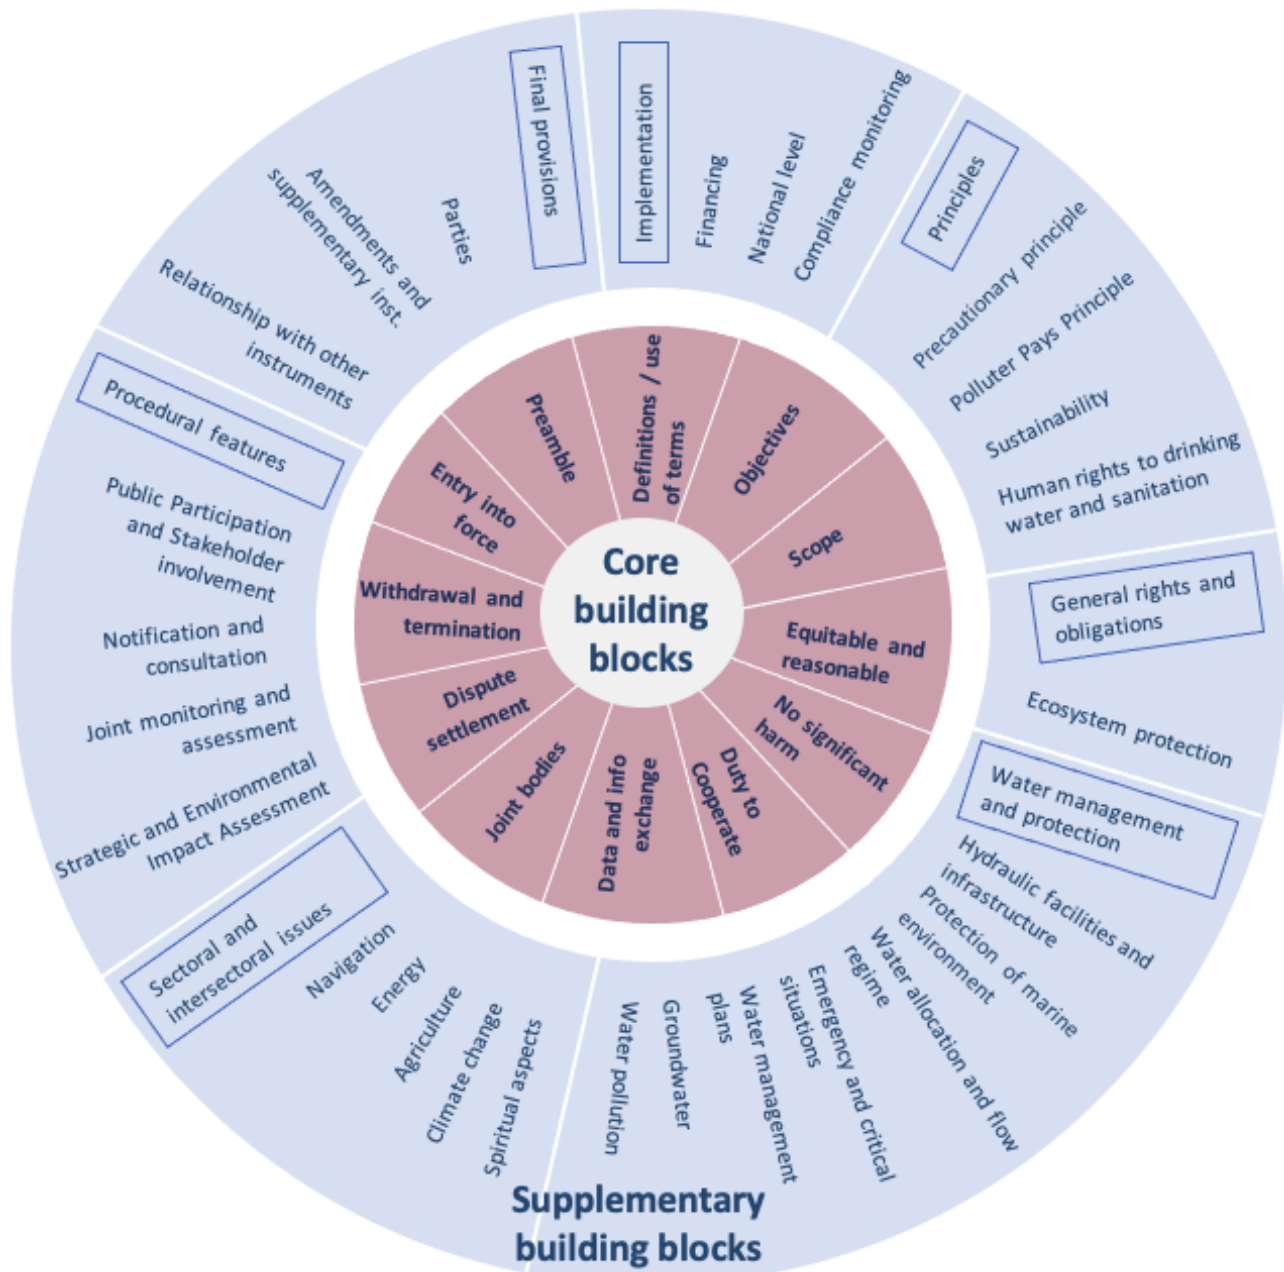 Core
building
blocks
Definitions / use
of terms
Objectives
Scope
Equitable and
reasonable
No significant
harm
Duty to
Cooperate
Data and info
exchange
Joint bodies
Dispute
settlement
Withdrawal and
termination
Entry into
force
Preamble
Implementation
Financing
National level
Compliance monitoring
Principles
Precautionary principle
Polluter Pays Principle
Sustainability
Human rights to drinking
water and sanitation
General rights and
obligations
Ecosystem protection
Water management
and protection
Hydraulic facilities and
infrastructure
Protection of marine
environment
Water allocation and flow
regime
Emergency and critical
situations
Water management
plans
Groundwater
Water pollution
Sectoral and
intersectoral issues
Navigation
Energy
Agriculture
Climate change
Spiritual aspects
Procedural features
Public Participation
and Stakeholder
involvement
Notification and
consultation
Joint monitoring and
assessment
Strategic and Environmental
Impact Assessment
Final provisions
Parties
Amendments and
supplementary inst.
Relationship with other
instruments
Supplementary
building blocks